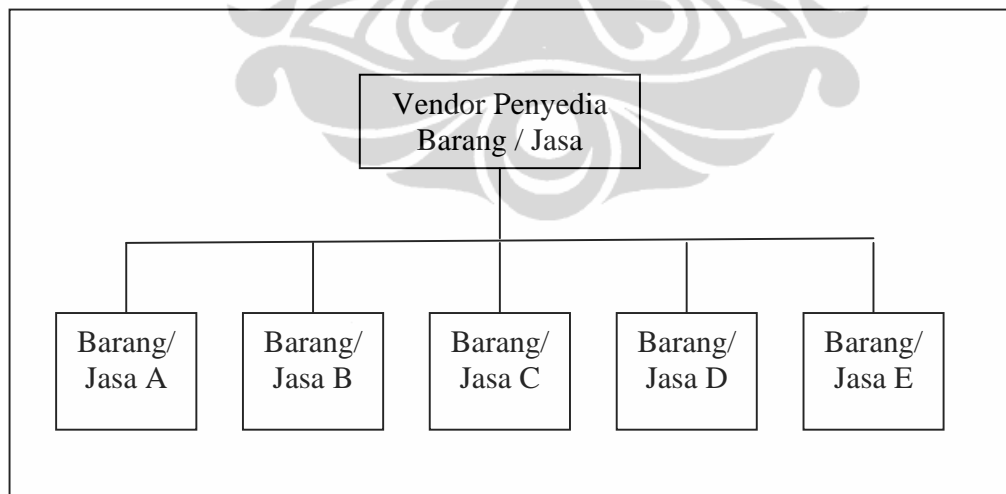 Vendor Penyedia
Barang / Jasa
Barang/
Jasa A
Barang/
Jasa B
Barang/
Jasa C
Barang/
Jasa D
Barang/
Jasa E